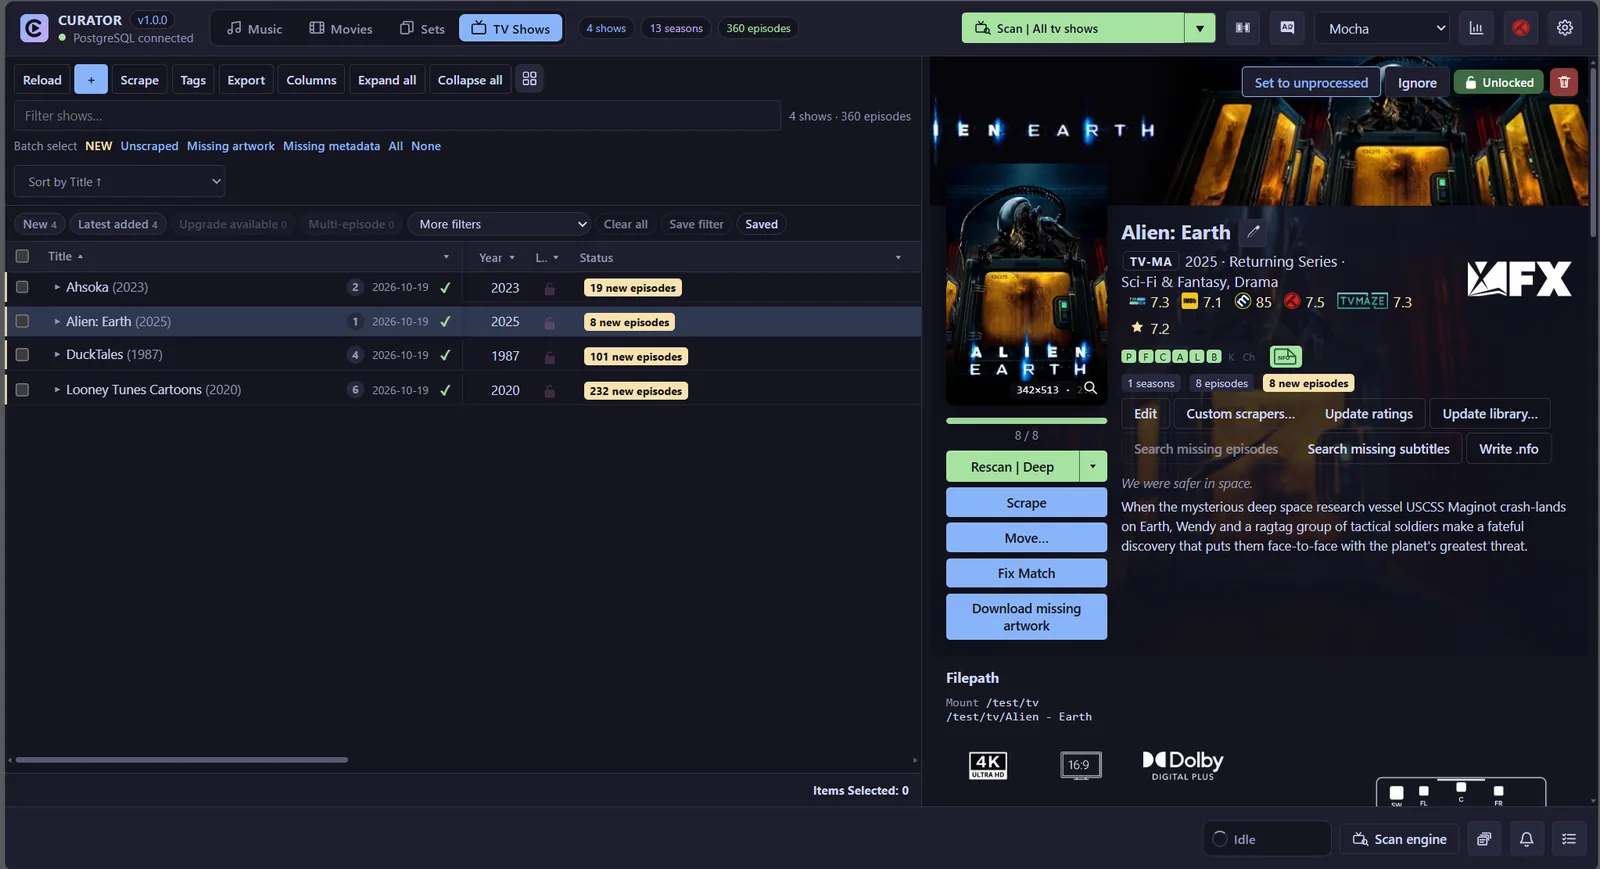 CURATOR v1.0.0
PostgreSQL connected
Music
Movies
Sets
TV Shows
4 shows
13 seasons
360 episodes
Scan | All tv shows
Mocha
Reload
+
Scrape
Tags
Export
Columns
Expand all
Collapse all
Filter shows...
4 shows · 360 episodes
Batch select NEW Unscraped Missing artwork Missing metadata All None
Sort by Title ↑
New 4
Latest added 4
Upgrade available 0
Multi-episode 0
More filters
Clear all
Save filter
Saved
Title
Year
L..
Status
Ahsoka (2023) 2 2026-10-19 2023 19 new episodes
Alien: Earth (2025) 1 2026-10-19 2025 8 new episodes
DuckTales (1987) 4 2026-10-19 1987 101 new episodes
Looney Tunes Cartoons (2020) 6 2026-10-19 2020 232 new episodes
Items Selected: 0
Set to unprocessed
Ignore
Unlocked
IEN EARTH
ALIEN
EARTH
342x513
8 / 8
Rescan | Deep
Scrape
Move...
Fix Match
Download missing
artwork
Alien: Earth
TV-MA 2025 · Returning Series ·
Sci-Fi & Fantasy, Drama
7.3 IMDb 7.1 85 7.5 TVMAZE 7.3
7.2
P F C A L B K Ch NFO
1 seasons 8 episodes 8 new episodes
Edit
Custom scrapers...
Update ratings
Update library...
Search missing episodes
Search missing subtitles
Write .nfo
We were safer in space.
When the mysterious deep space research vessel USCSS Maginot crash-lands
on Earth, Wendy and a ragtag group of tactical soldiers make a fateful
discovery that puts them face-to-face with the planet's greatest threat.
FX
Filepath
Mount /test/tv
/test/tv/Alien - Earth
4K
ULTRA HD
16:9
Dolby
DIGITAL PLUS
SW FL C FR
Idle
Scan engine